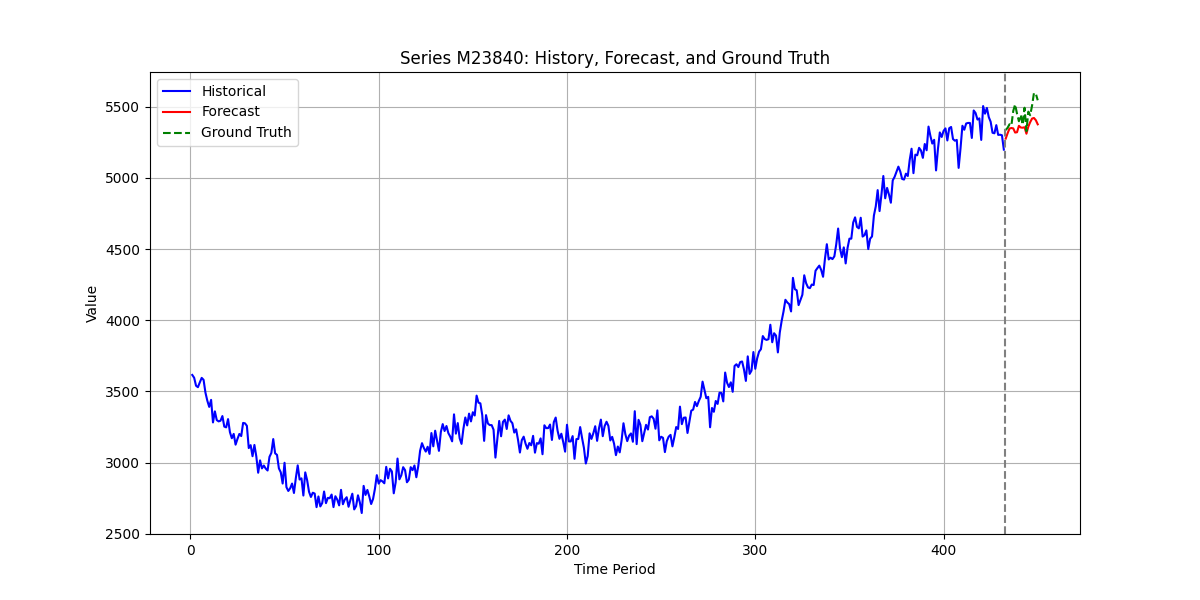 Series M23840: History, Forecast, and Ground Truth
Historical
Forecast
Ground Truth
5500
5000
4500
4000
3500
3000
2500
Value
0 100 200 300 400
Time Period